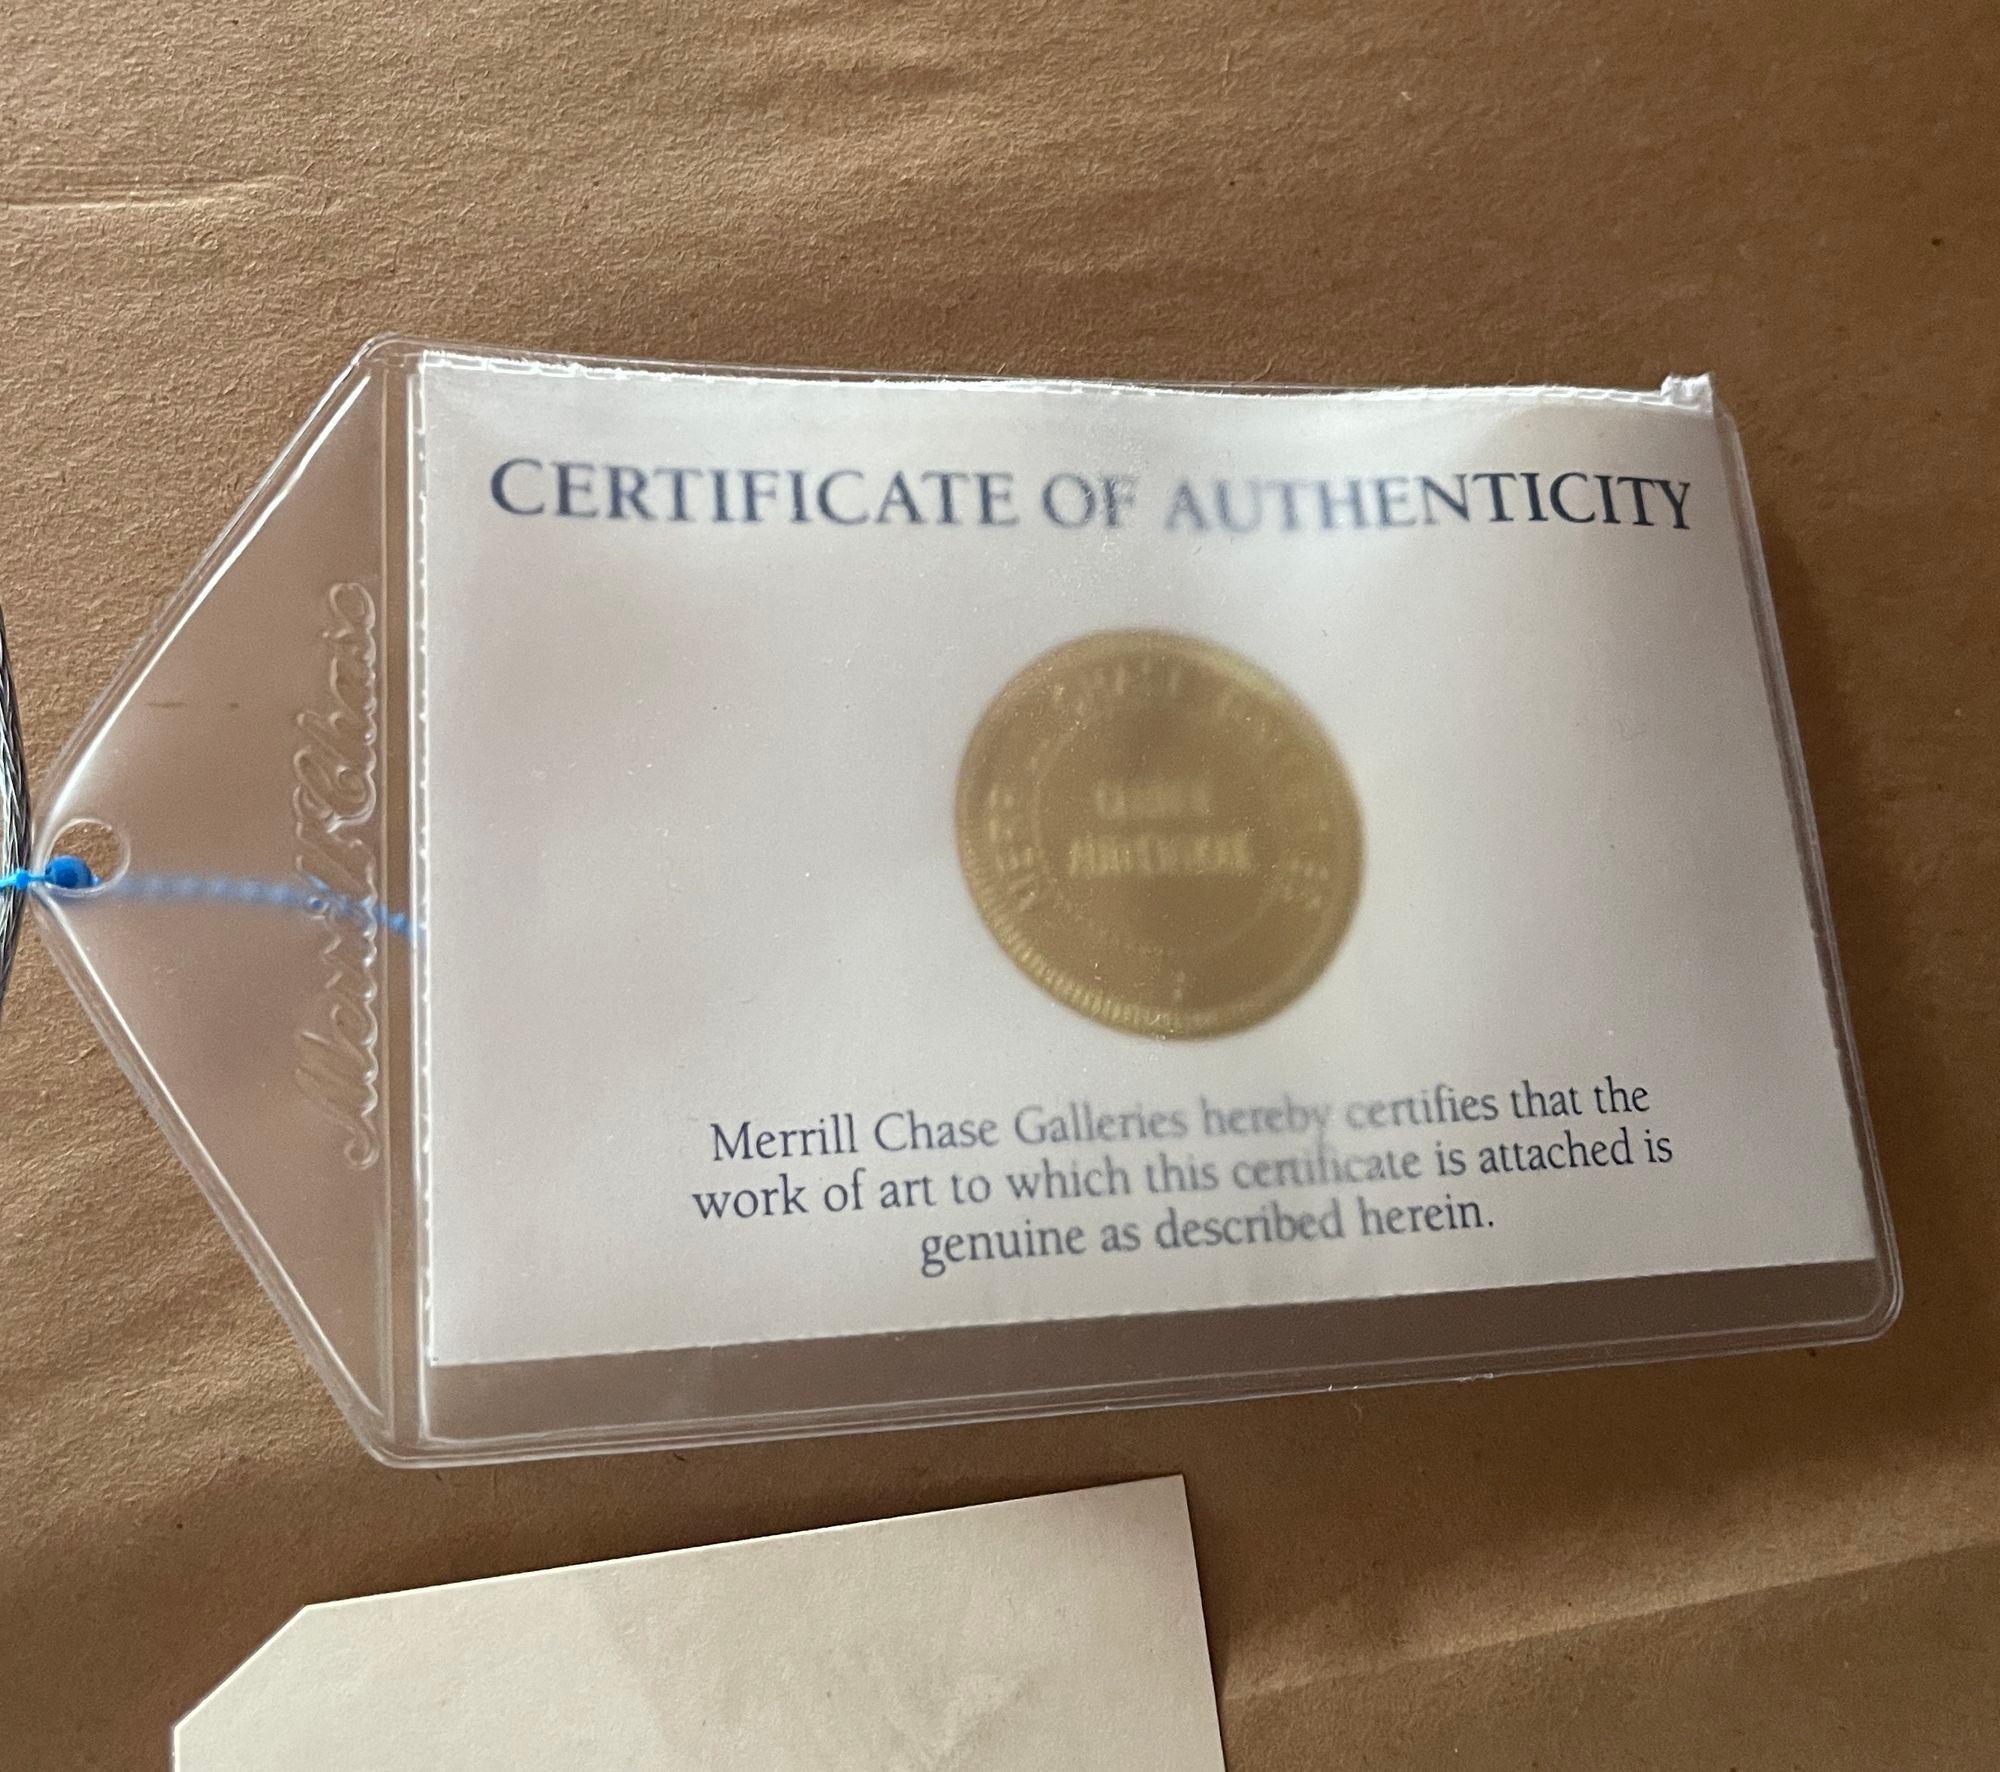 CERTIFICATE OF AUTHENTICITY
Merrill Chase
Merrill Chase Galleries hereby certifies that the
work of art to which this certificate is attached is
genuine as described herein.